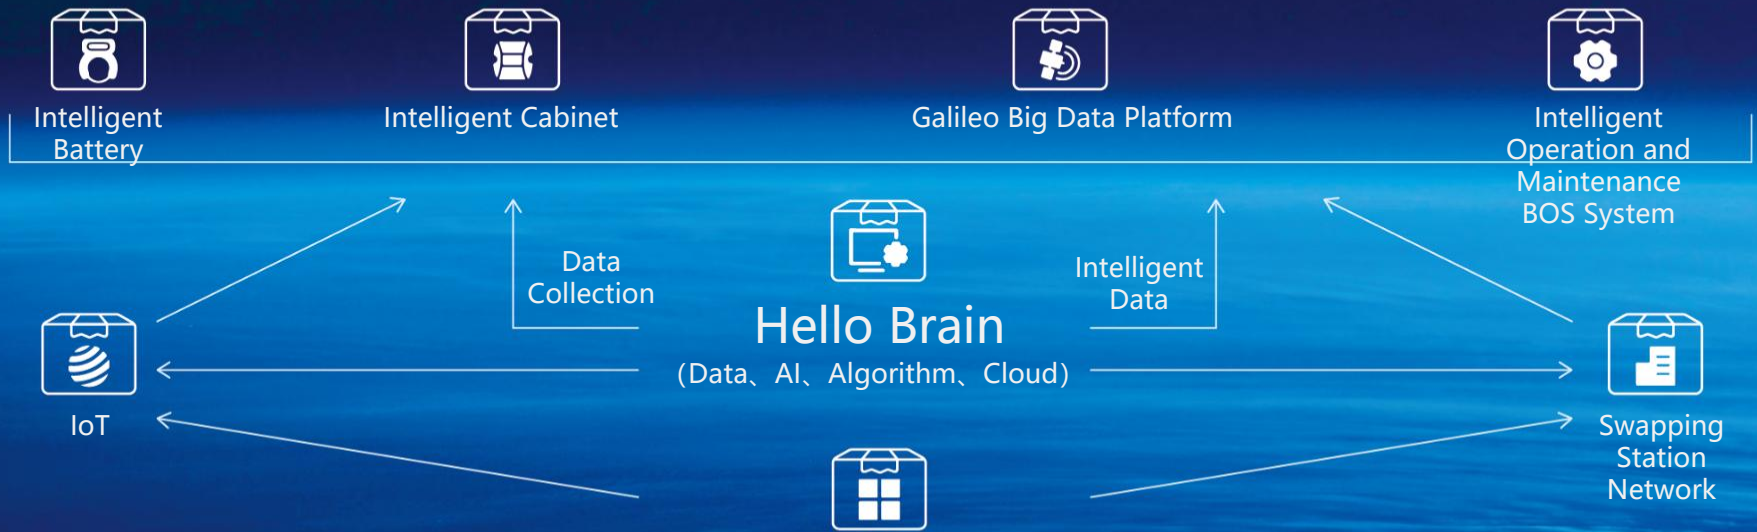 Intelligent
Battery
Intelligent Cabinet
Galileo Big Data Platform
Intelligent
Operation and
Maintenance
BOS System
Data
Collection
Intelligent
Data
Hello Brain
（Data、AI、Algorithm、Cloud）
IoT
Swapping
Station
Network